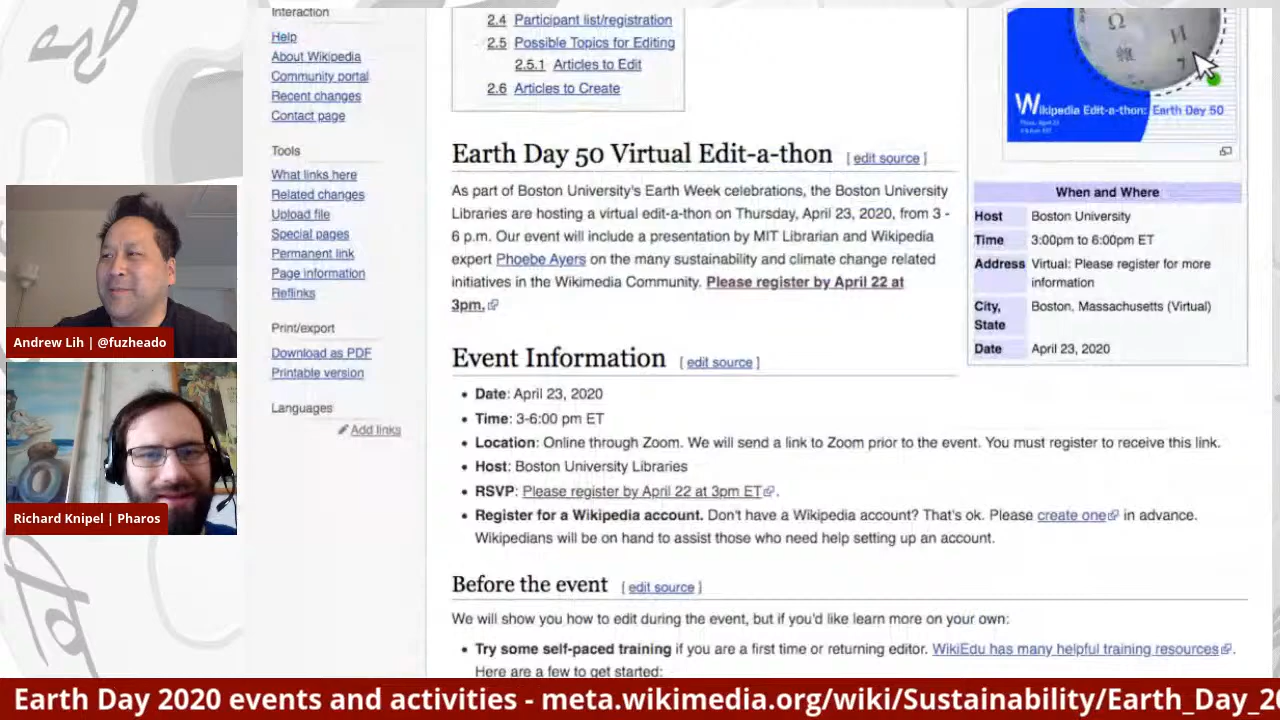 Interaction
Help
About Wikipedia
Community portal
Recent changes
Contact page
Tools
What links here
Related changes
Upload file
Special pages
Permanent link
Page information
Reflinks
Print/export
Download as PDF
Printable version
Languages
Add links
2.4 Participant list/registration
2.5 Possible Topics for Editing
2.5.1 Articles to Edit
2.6 Articles to Create
Earth Day 50 Virtual Edit-a-thon [ edit source ]
As part of Boston University's Earth Week celebrations, the Boston University
Libraries are hosting a virtual edit-a-thon on Thursday, April 23, 2020, from 3 -
6 p.m. Our event will include a presentation by MIT Librarian and Wikipedia
expert Phoebe Ayers on the many sustainability and climate change related
initiatives in the Wikimedia Community. Please register by April 22 at
3pm.
Ω
И
7
Wikipedia Edit-a-thon: Earth Day 50
When and Where
Host Boston University
Time 3:00pm to 6:00pm ET
Address Virtual: Please register for more
information
City, Boston, Massachusetts (Virtual)
State
Date April 23, 2020
Event Information [ edit source ]
• Date: April 23, 2020
• Time: 3-6:00 pm ET
• Location: Online through Zoom. We will send a link to Zoom prior to the event. You must register to receive this link.
• Host: Boston University Libraries
• RSVP: Please register by April 22 at 3pm ET.
• Register for a Wikipedia account. Don't have a Wikipedia account? That's ok. Please create one in advance.
Wikipedians will be on hand to assist those who need help setting up an account.
Before the event [ edit source ]
We will show you how to edit during the event, but if you'd like learn more on your own:
• Try some self-paced training if you are a first time or returning editor. WikiEdu has many helpful training resources.
Here are a few to get started:
Andrew Lih | @fuzheado
Richard Knipel | Pharos
Earth Day 2020 events and activities - meta.wikimedia.org/wiki/Sustainability/Earth_Day_20